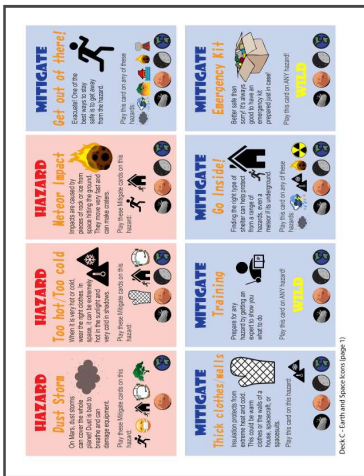 HAZARD
Dust Storm
On Mars, dust storms
can cover the whole
planet! Dust is bad to
breathe and can
damage equipment.
Play these Mitigate cards on this
hazard:
HAZARD
Too hot/Too cold
When it is very hot or cold,
wear the right clothes. In
space, it can be extremely
hot in the sunlight and
very cold in shadows.
Play these Mitigate cards on this
hazard:
HAZARD
Meteor Impact
Impacts are caused by
pieces of rock or ice from
space hitting the ground.
They move very fast and
can make craters.
Play these Mitigate cards on this
hazard:
MITIGATE
Get out of there!
Evacuate! One of the
best ways to stay
safe is to get away
from the hazard.
Play this card on any of these
hazards:
MITIGATE
Thick clothes/walls
Insulation protects from
extreme heat and cold.
This could be warm
clothes or the walls of a
house, spacecraft, or
spacesuits.
Play this card on this hazard:
MITIGATE
Training
Prepare for any
hazard by getting an
expert to show you
what to do
Play this card on ANY hazard!
WILD
MITIGATE
Go Inside!
Finding the right type of
shelter can help protect
from a range of
hazards, even a
meteor if its underground.
Play this card on any of these
hazards:
MITIGATE
Emergency Kit
Better safe than
sorry! It's always
good to have an
emergency kit,
prepared just in case!
Play this card on ANY hazard!
WILD
Deck C - Earth and Space Icons (page 1)